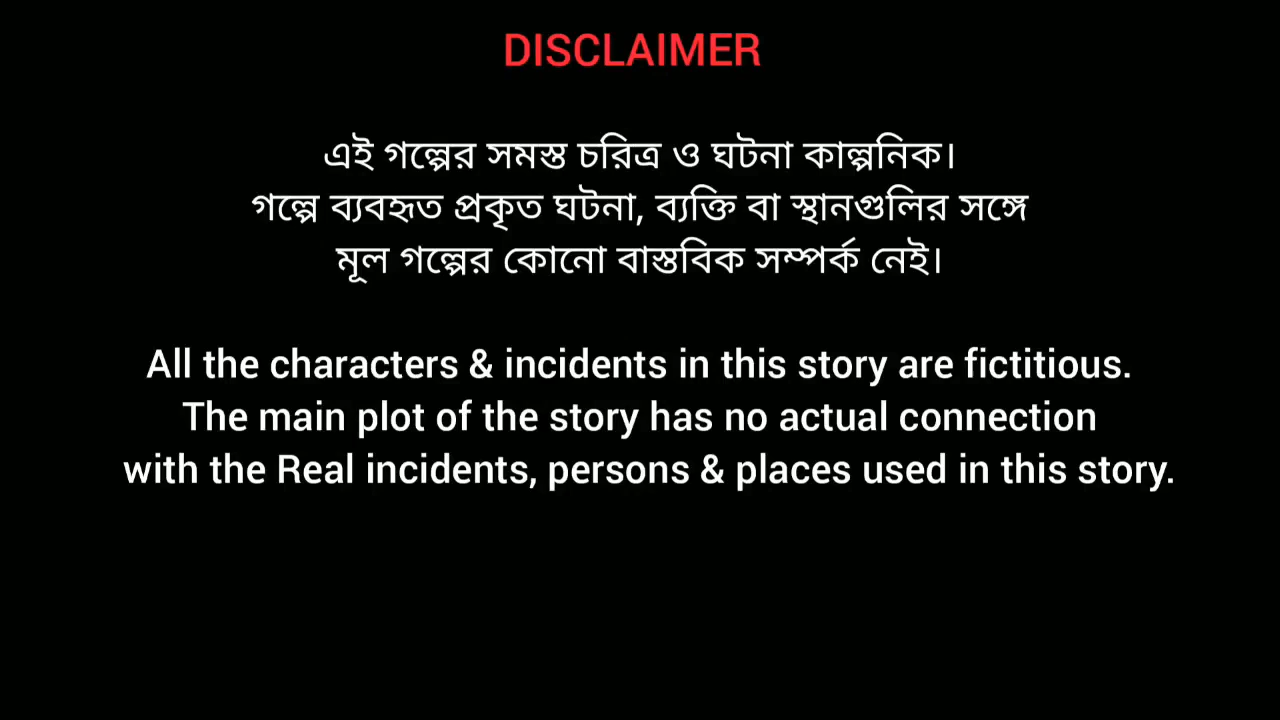 DISCLAIMER
এই গল্পের সমস্ত চরিত্র ও ঘটনা কাল্পনিক।
গল্পে ব্যবহৃত প্রকৃত ঘটনা, ব্যক্তি বা স্থানগুলির সঙ্গে
মূল গল্পের কোনো বাস্তবিক সম্পর্ক নেই।
All the characters & incidents in this story are fictitious.
The main plot of the story has no actual connection
with the Real incidents, persons & places used in this story.